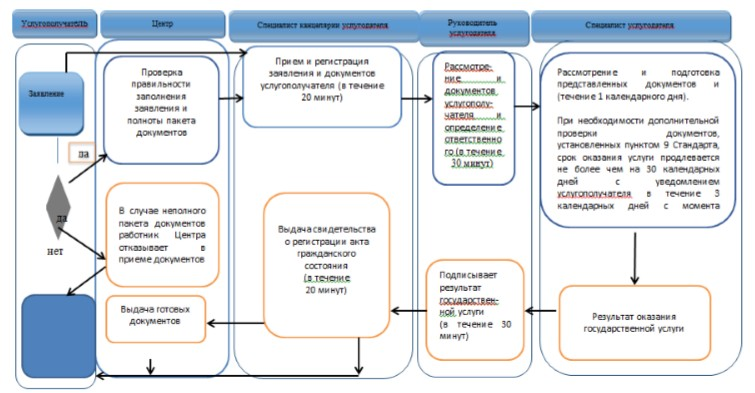 Услугополучатель
Центр
Специалист канцелярии услугодателя
Руководитель
услугодателя
Специалист услугодателя
Заявление
да
да
нет
Проверка
правильности
заполнения
заявления и
полноты пакета
документов
В случае неполного
пакета документов
работник Центра
отказывает в
приеме документов
Выдача готовых
документов
Прием и регистрация
заявления и документов
услугополучателя (в течение
20 минут)
Выдача свидетельства
о регистрации акта
гражданского
состояния
(в течение
20 минут)
Рассмотре-
ние и
документов
услугополу-
чателя и
определение
ответственно
го (в течение
30 минут)
Подписывает
результат
государствен-
ной услуги
(в течение 30
минут)
Рассмотрение и подготовка
представленных документов и
(течение 1 календарного дня).
При необходимости дополнительной
проверки документов,
установленных пунктом 9 Стандарта,
срок оказания услуги продлевается
не более чем на 30 календарных
дней с уведомлением
услугополучателя в течение 3
календарных дней с момента
Результат оказания
государственной услуги